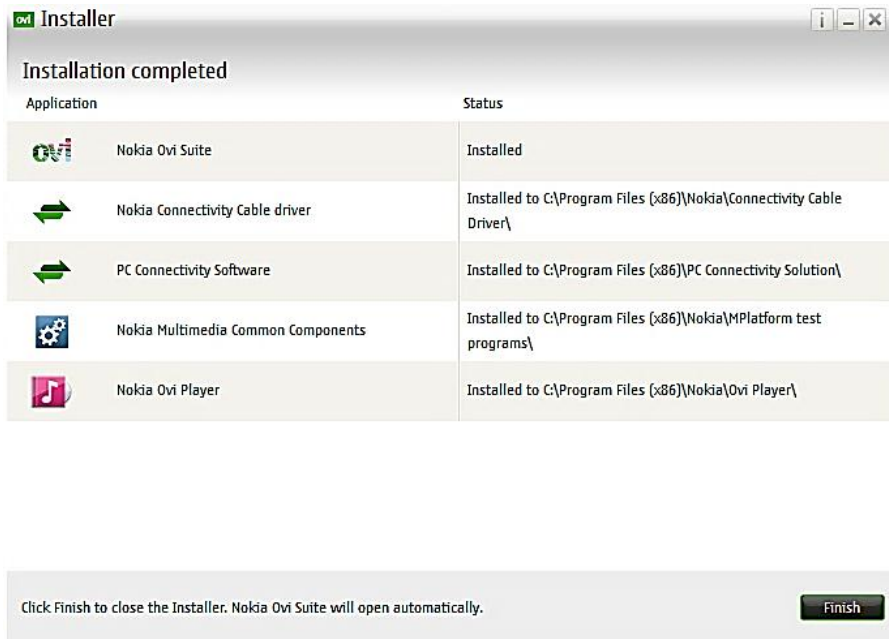 ovi Installer
Installation completed
Application Status
ovi Nokia Ovi Suite Installed
Nokia Connectivity Cable driver Installed to C:\Program Files (x86)\Nokia\Connectivity Cable
Driver\
PC Connectivity Software Installed to C:\Program Files (x86)\PC Connectivity Solution\
Nokia Multimedia Common Components Installed to C:\Program Files (x86)\Nokia\MPlatform test
programs\
Nokia Ovi Player Installed to C:\Program Files (x86)\Nokia\Ovi Player\
Click Finish to close the Installer. Nokia Ovi Suite will open automatically. Finish